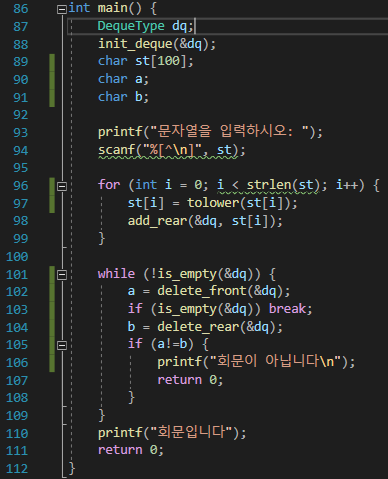 86 int main() {
87 DequeType dq;
88 init_deque(&dq);
89 char st[100];
90 char a;
91 char b;
92
93 printf("문자열을 입력하시오: ");
94 scanf("%[^\n]", st);
95
96 for (int i = 0; i < strlen(st); i++) {
97 st[i] = tolower(st[i]);
98 add_rear(&dq, st[i]);
99 }
100
101 while (!is_empty(&dq)) {
102 a = delete_front(&dq);
103 if (is_empty(&dq)) break;
104 b = delete_rear(&dq);
105 if (a!=b) {
106 printf("회문이 아닙니다\n");
107 return 0;
108 }
109 }
110 printf("회문입니다");
111 return 0;
112 }